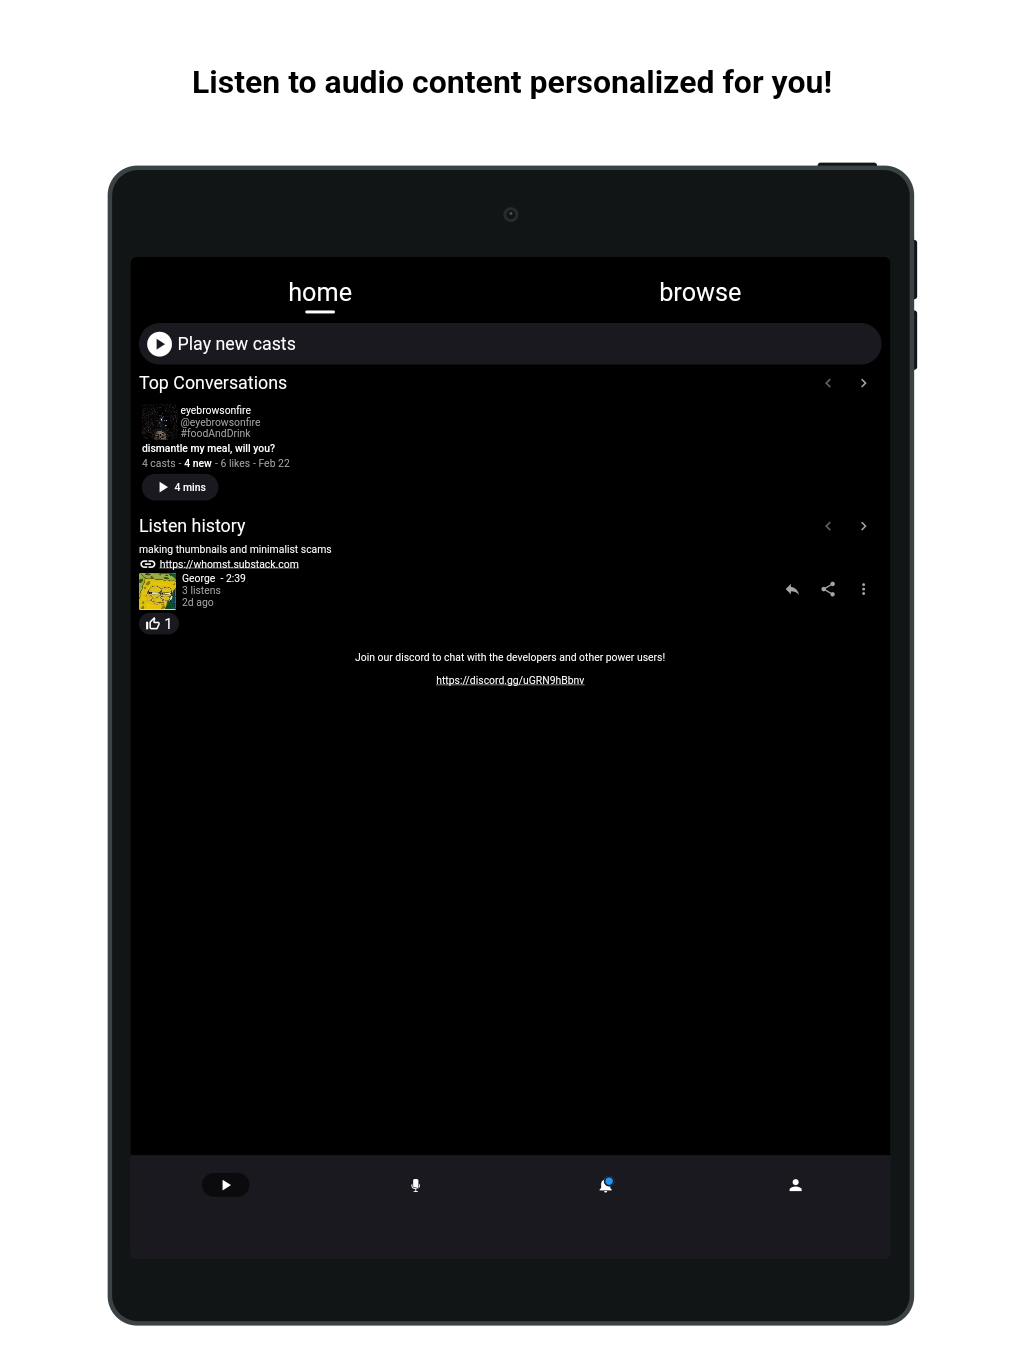 Listen to audio content personalized for you!
home
browse
Play new casts
Top Conversations
eyebrowsonfire
@eyebrowsonfire
#foodAndDrink
dismantle my meal, will you?
4 casts - 4 new - 6 likes - Feb 22
4 mins
Listen history
making thumbnails and minimalist scams
https://whomst.substack.com
George - 2:39
3 listens
2d ago
1
Join our discord to chat with the developers and other power users!
https://discord.gg/uGRN9hBbnv